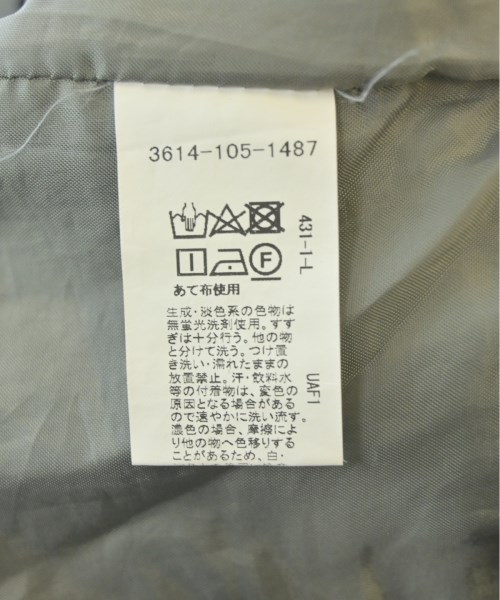 3614-105-1487
431-1-L
F
あて布使用
生成・淡色系の色物は
無蛍光洗剤使用。すす
ぎは十分行う。他の物
と分けて洗う。つけ置
き洗い・濡れたままの
放置禁止。汗・飲料水
等の付着物は、変色の
原因となる場合がある
ので速やかに洗い流す。
濃色の場合、摩擦によ
り他の物へ色移りする
ことがあるため、白・
UAF1